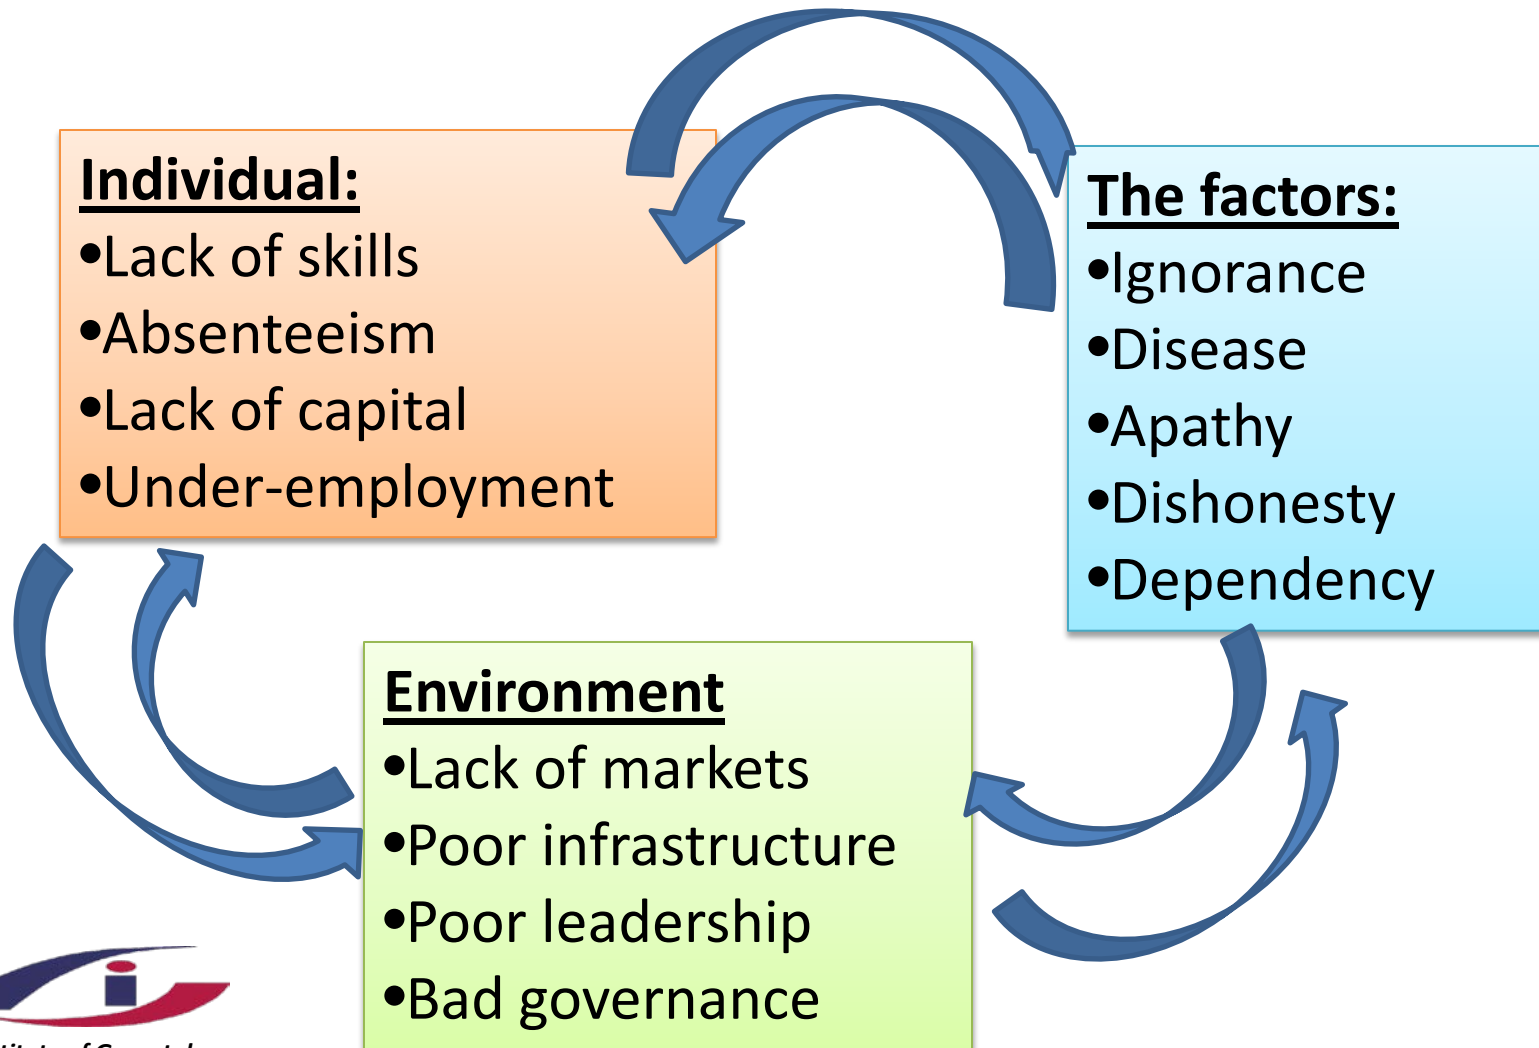 Individual:
•Lack of skills
•Absenteeism
•Lack of capital
•Under-employment
The factors:
•Ignorance
•Disease
•Apathy
•Dishonesty
•Dependency
Environment
•Lack of markets
•Poor infrastructure
•Poor leadership
•Bad governance
of